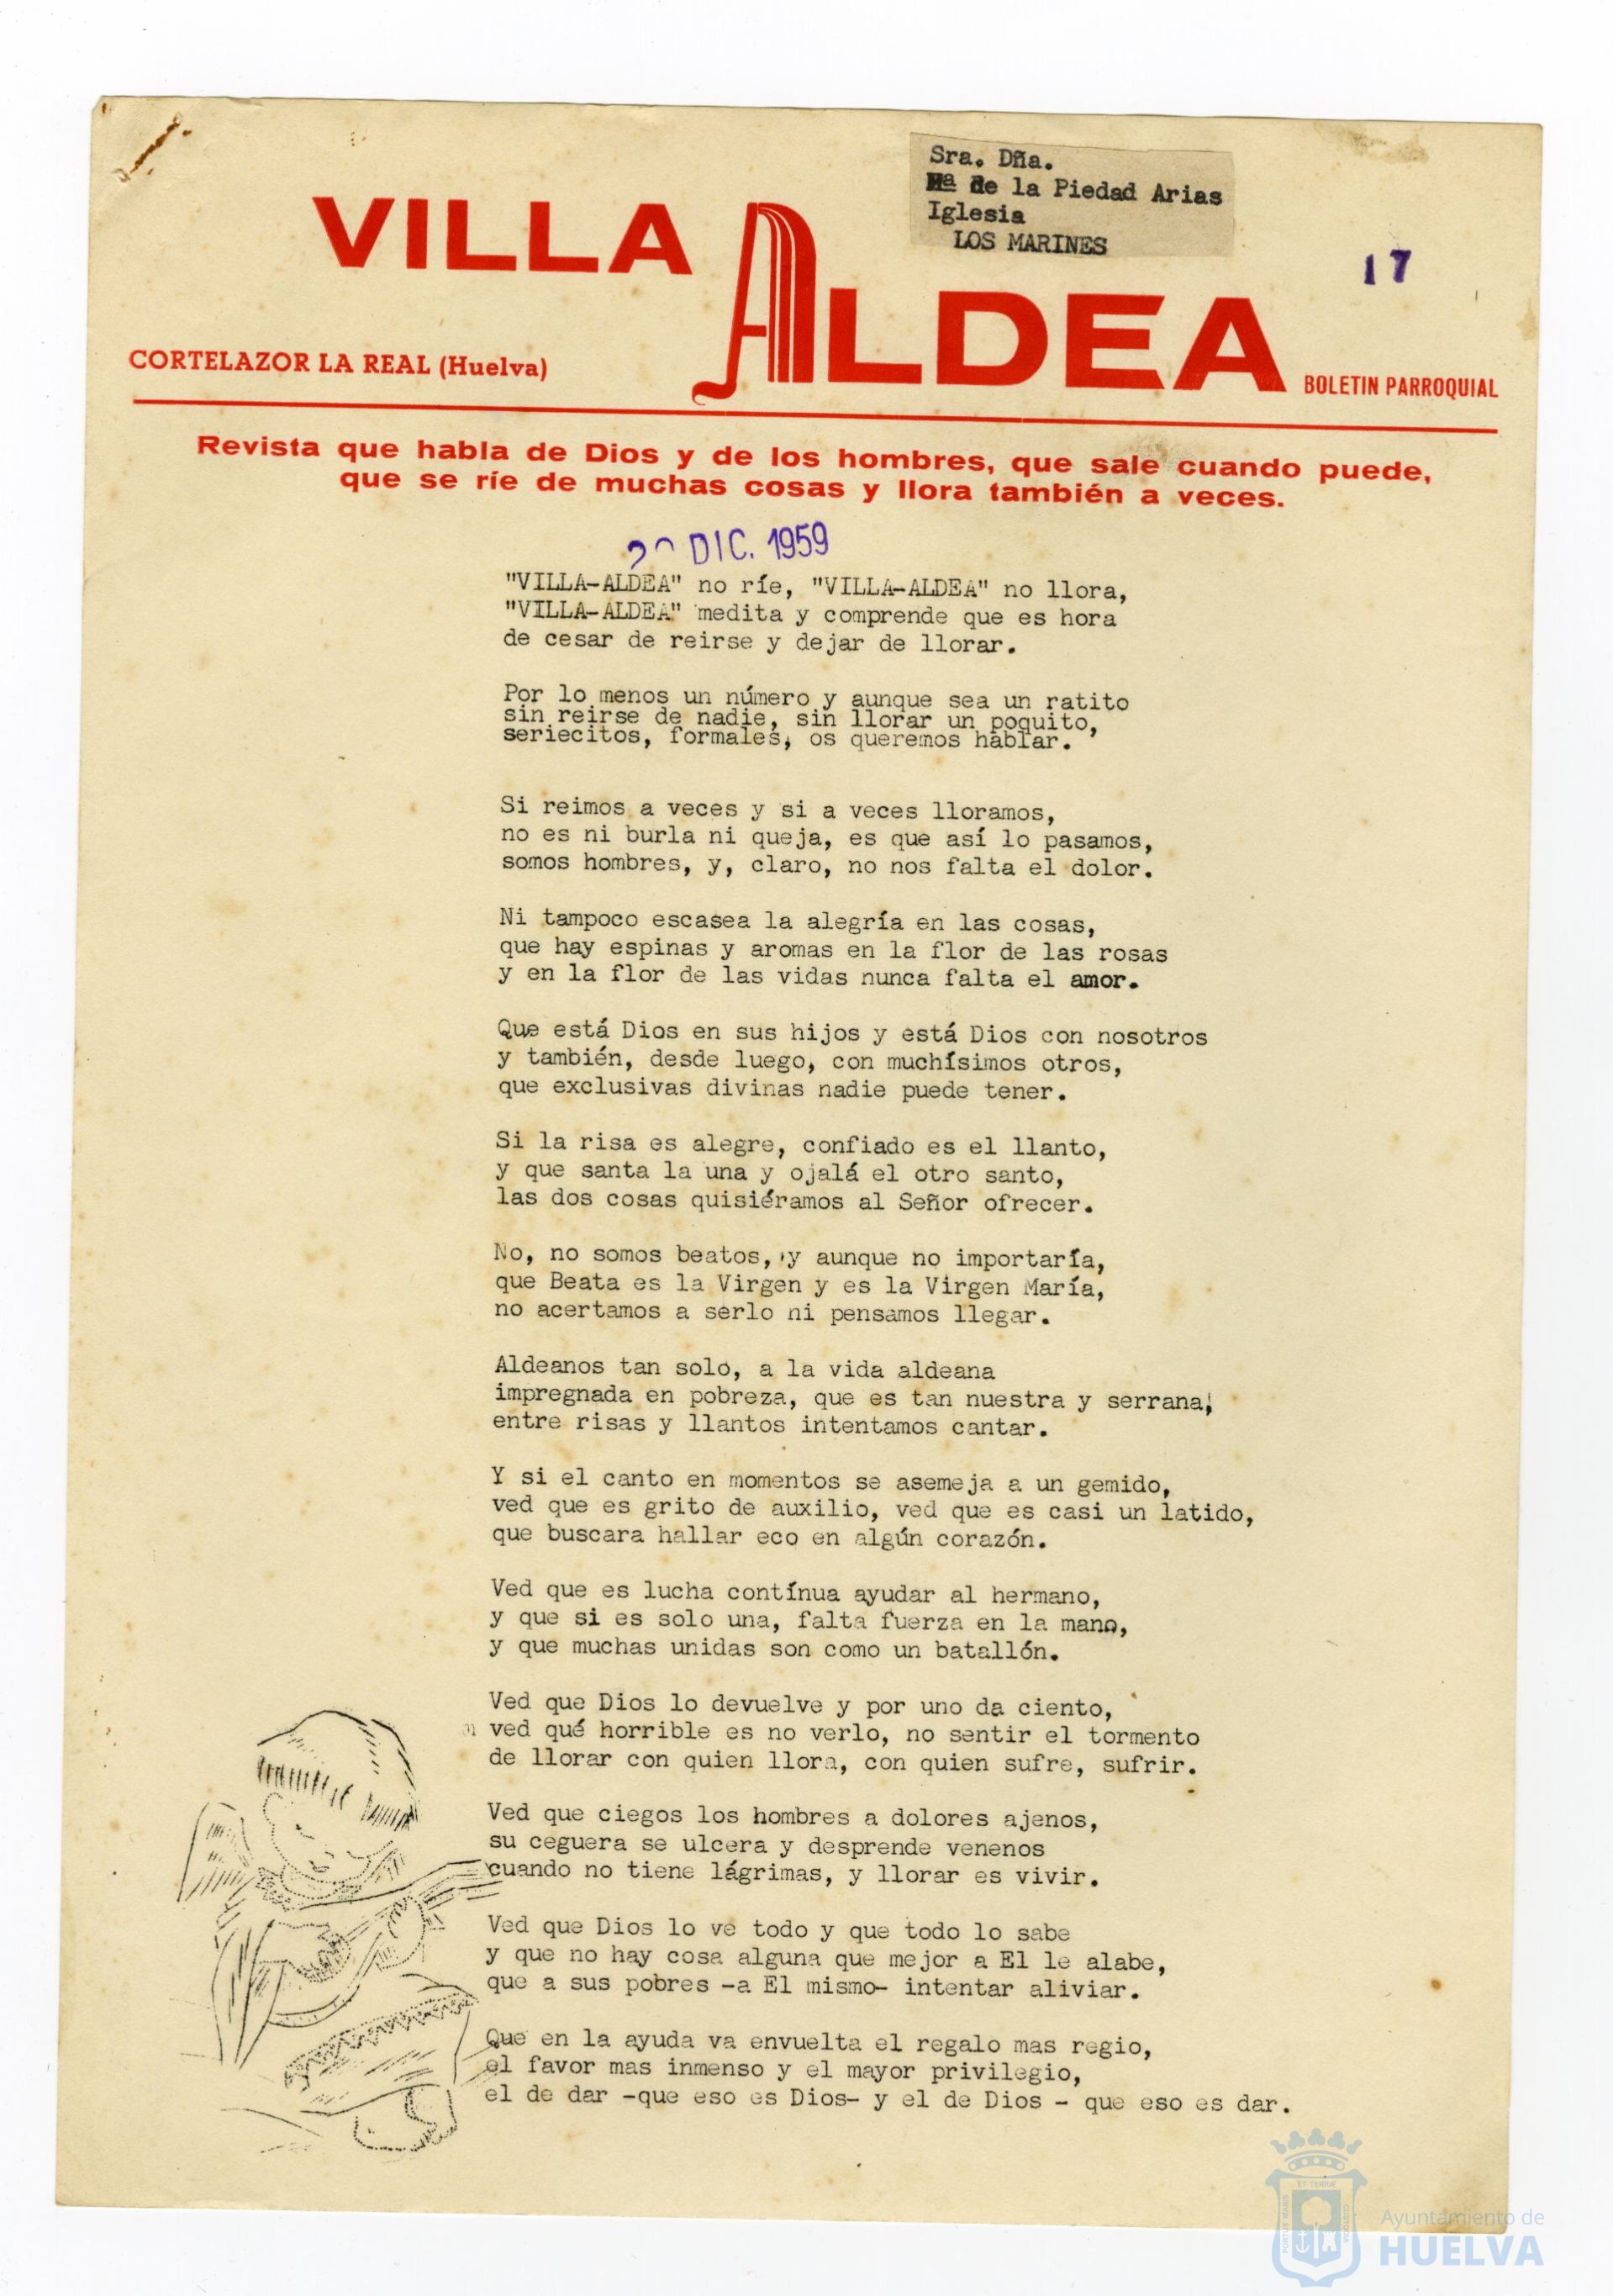 Sra. Dña.
Mª de la Piedad Arias
Iglesia
LOS MARINES
17
VILLA
ALDEA
CORTELAZOR LA REAL (Huelva)
BOLETIN PARROQUIAL
Revista que habla de Dios y de los hombres, que sale cuando puede,
que se ríe de muchas cosas y llora también a veces.
DIC. 1959
"VILLA-ALDEA" no ríe, "VILLA-ALDEA" no llora,
"VILLA-ALDEA" medita y comprende que es hora
de cesar de reirse y dejar de llorar.
Por lo menos un número y aunque sea un ratito
sin reirse de nadie, sin llorar un poquito,
seriecitos, formales, os queremos hablar.
Si reimos a veces y si a veces lloramos,
no es ni burla ni queja, es que así lo pasamos,
somos hombres, y, claro, no nos falta el dolor.
Ni tampoco escasea la alegría en las cosas,
que hay espinas y aromas en la flor de las rosas
y en la flor de las vidas nunca falta el amor.
Que está Dios en sus hijos y está Dios con nosotros
y también, desde luego, con muchísimos otros,
que exclusivas divinas nadie puede tener.
Si la risa es alegre, confiado es el llanto,
y que santa la una y ojalá el otro santo,
las dos cosas quisiéramos al Señor ofrecer.
No, no somos beatos, y aunque no importaría,
que Beata es la Virgen y es la Virgen María,
no acertamos a serlo ni pensamos llegar.
Aldeanos tan solo, a la vida aldeana
impregnada en pobreza, que es tan nuestra y serrana,
entre risas y llantos intentamos cantar.
Y si el canto en momentos se asemeja a un gemido,
ved que es grito de auxilio, ved que es casi un latido,
que buscara hallar eco en algún corazón.
Ved que es lucha contínua ayudar al hermano,
y que si es solo una, falta fuerza en la mano,
y que muchas unidas son como un batallón.
Ved que Dios lo devuelve y por uno da ciento,
ved qué horrible es no verlo, no sentir el tormento
de llorar con quien llora, con quien sufre, sufrir.
Ved que ciegos los hombres a dolores ajenos,
su ceguera se ulcera y desprende venenos
cuando no tiene lágrimas, y llorar es vivir.
Ved que Dios lo ve todo y que todo lo sabe
y que no hay cosa alguna que mejor a El le alabe,
que a sus pobres -a El mismo- intentar aliviar.
Que en la ayuda va envuelta el regalo mas regio,
el favor mas inmenso y el mayor privilegio,
el de dar -que eso es Dios- y el de Dios - que eso es dar.
Ayuntamiento de
HUELVA